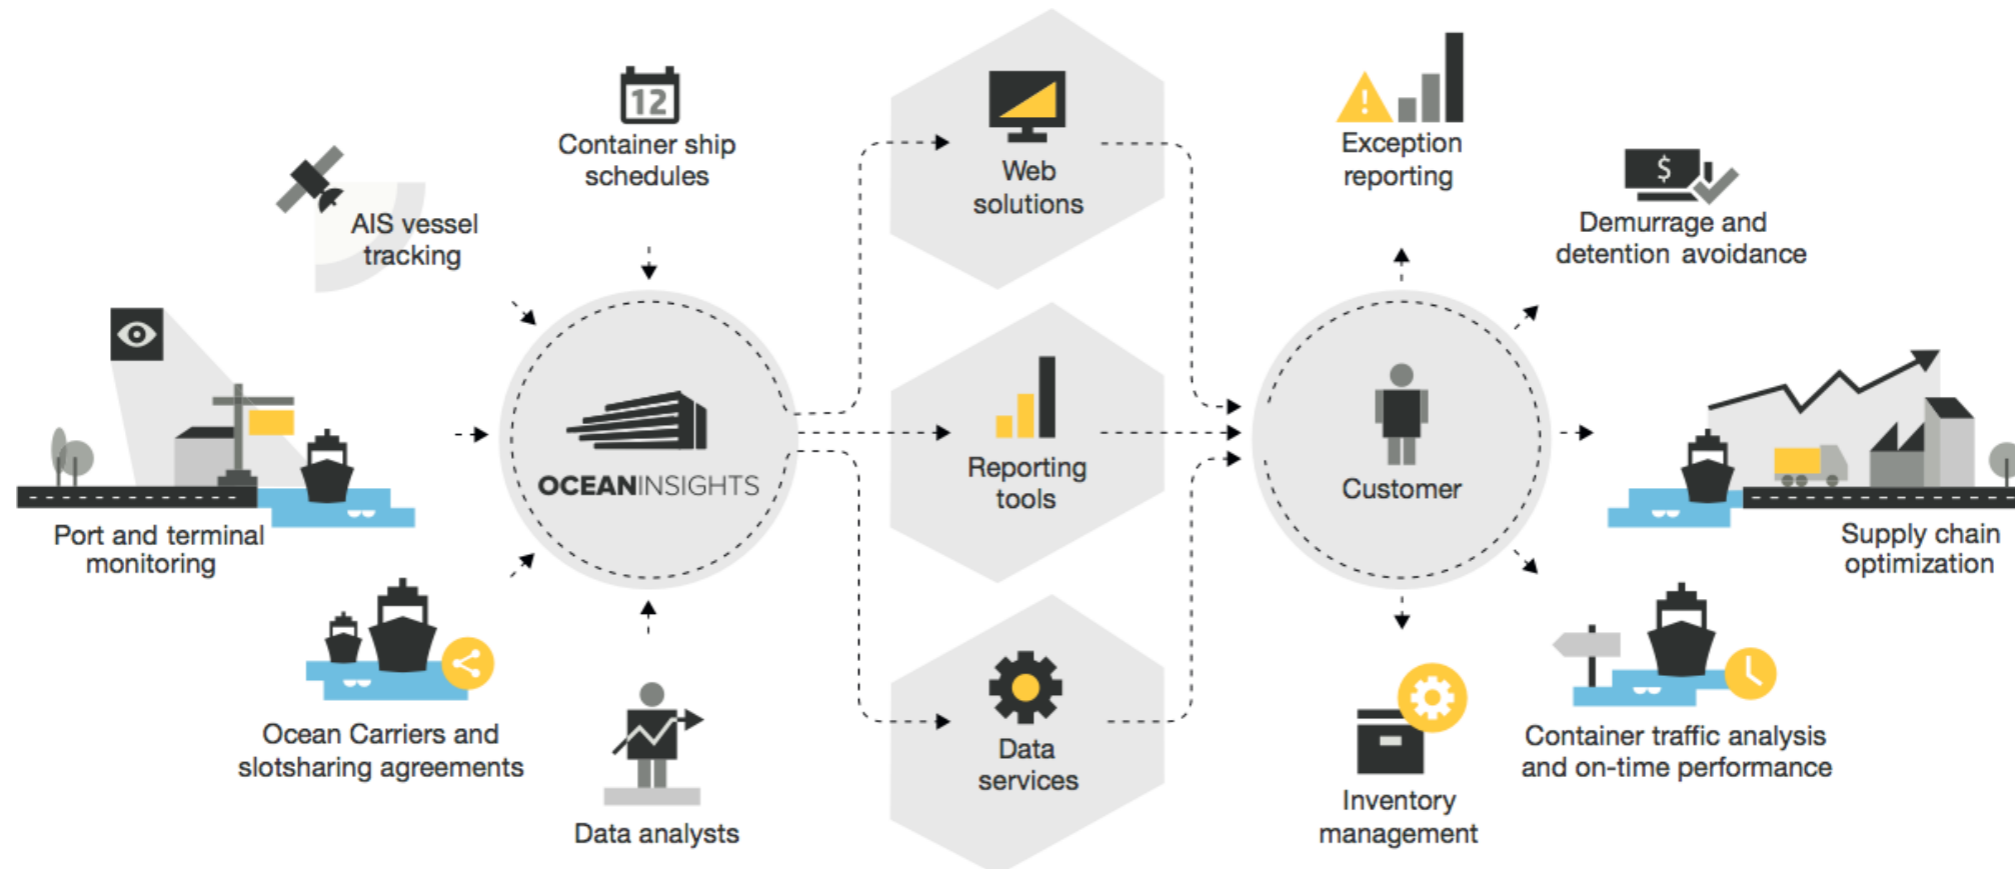 12
Container ship
schedules
AIS vessel
tracking
Port and terminal
monitoring
Ocean Carriers and
slotsharing agreements
Data analysts
OCEANINSIGHTS
Web
solutions
Reporting
tools
Data
services
Customer
!
Exception
reporting
$
Demurrage and
detention avoidance
Supply chain
optimization
Container traffic analysis
and on-time performance
Inventory
management